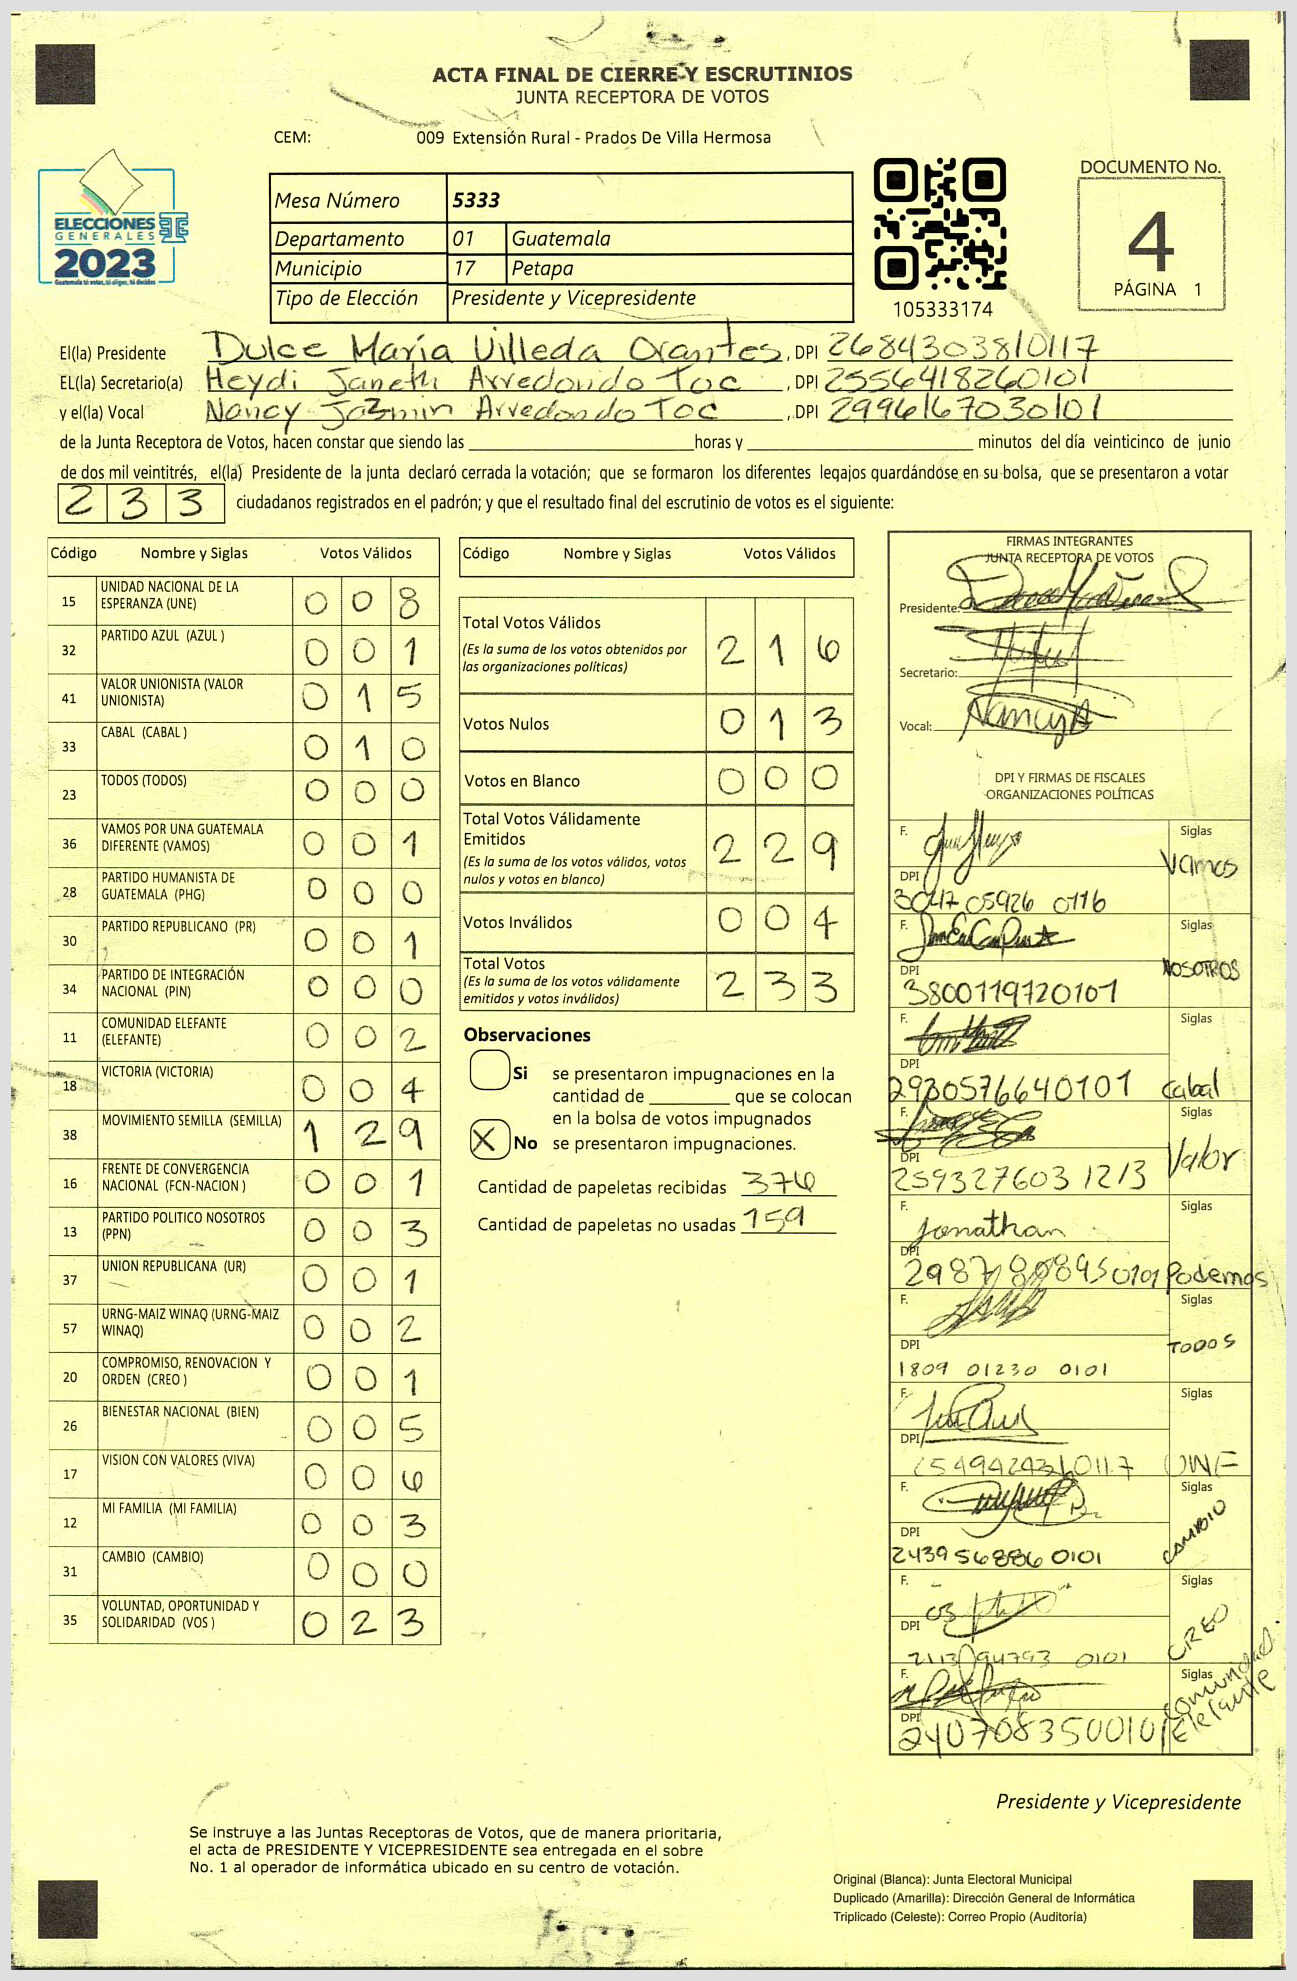 ACTA FINAL DE CIERRE Y ESCRUTINIOS
JUNTA RECEPTORA DE VOTOS
CEM: 009 Extensión Rural - Prados De Villa Hermosa
ELECCIONES
GENERALES
2023
Guatemala tú votas, tú eliges, tú decides
Mesa Número 5333
Departamento 01 Guatemala
Municipio 17 Petapa
Tipo de Elección Presidente y Vicepresidente
105333174
DOCUMENTO No.
4
PÁGINA 1
El(la) Presidente Dulce María Villeda Orantes, DPI 2684303810117
EL(la) Secretario(a) Heydi Janeth Arredondo Toc, DPI 2556418260101
y el(la) Vocal Nancy Jazmin Arredondo Toc, DPI 2996167030101
de la Junta Receptora de Votos, hacen constar que siendo las horas y minutos del día veinticinco de junio
de dos mil veintitrés, el(la) Presidente de la junta declaró cerrada la votación; que se formaron los diferentes legajos guardándose en su bolsa, que se presentaron a votar
233 ciudadanos registrados en el padrón; y que el resultado final del escrutinio de votos es el siguiente:
Código Nombre y Siglas Votos Válidos
15 UNIDAD NACIONAL DE LA ESPERANZA (UNE) 0 0 8
32 PARTIDO AZUL (AZUL ) 0 0 1
41 VALOR UNIONISTA (VALOR UNIONISTA) 0 1 5
33 CABAL (CABAL ) 0 1 0
23 TODOS (TODOS) 0 0 0
36 VAMOS POR UNA GUATEMALA DIFERENTE (VAMOS) 0 0 1
28 PARTIDO HUMANISTA DE GUATEMALA (PHG) 0 0 0
30 PARTIDO REPUBLICANO (PR) 0 0 1
34 PARTIDO DE INTEGRACIÓN NACIONAL (PIN) 0 0 0
11 COMUNIDAD ELEFANTE (ELEFANTE) 0 0 2
18 VICTORIA (VICTORIA) 0 0 4
38 MOVIMIENTO SEMILLA (SEMILLA) 1 2 9
16 FRENTE DE CONVERGENCIA NACIONAL (FCN-NACION ) 0 0 1
13 PARTIDO POLITICO NOSOTROS (PPN) 0 0 3
37 UNION REPUBLICANA (UR) 0 0 1
57 URNG-MAIZ WINAQ (URNG-MAIZ WINAQ) 0 0 2
20 COMPROMISO, RENOVACION Y ORDEN (CREO ) 0 0 1
26 BIENESTAR NACIONAL (BIEN) 0 0 5
17 VISION CON VALORES (VIVA) 0 0 6
12 MI FAMILIA (MI FAMILIA) 0 0 3
31 CAMBIO (CAMBIO) 0 0 0
35 VOLUNTAD, OPORTUNIDAD Y SOLIDARIDAD (VOS ) 0 2 3
Código Nombre y Siglas Votos Válidos
Total Votos Válidos 2 1 6
(Es la suma de los votos obtenidos por
las organizaciones políticas)
Votos Nulos 0 1 3
Votos en Blanco 0 0 0
Total Votos Válidamente
Emitidos 2 2 9
(Es la suma de los votos válidos, votos
nulos y votos en blanco)
Votos Inválidos 0 0 4
Total Votos 2 3 3
(Es la suma de los votos válidamente
emitidos y votos inválidos)
Observaciones
Si se presentaron impugnaciones en la
cantidad de que se colocan
en la bolsa de votos impugnados
X No se presentaron impugnaciones.
Cantidad de papeletas recibidas 376
Cantidad de papeletas no usadas 159
FIRMAS INTEGRANTES
JUNTA RECEPTORA DE VOTOS
Presidente:
Secretario:
Vocal: Nancy A
DPI Y FIRMAS DE FISCALES
ORGANIZACIONES POLÍTICAS
F. Siglas
Vamos
DPI
3047 05926 0116
F. Siglas
NOSOTROS
DPI
3800119720101
F. Siglas
DPI
2930576640101 Cabal
F. Siglas
Valor
DPI
259327603 1213
F. Siglas
Jonathan
DPI
2987808950101 Podemos
F. Siglas
TODOS
DPI
1809 01230 0101
F. Siglas
DPI
UNE
F. Siglas
CAMBIO
DPI
2439 56886 0101
F. Siglas
CREO
DPI
0101
F. Siglas
Comunidad
Elefante
DPI
2407083500101
Presidente y Vicepresidente
Se instruye a las Juntas Receptoras de Votos, que de manera prioritaria,
el acta de PRESIDENTE Y VICEPRESIDENTE sea entregada en el sobre
No. 1 al operador de informática ubicado en su centro de votación.
Original (Blanca): Junta Electoral Municipal
Duplicado (Amarilla): Dirección General de Informática
Triplicado (Celeste): Correo Propio (Auditoría)